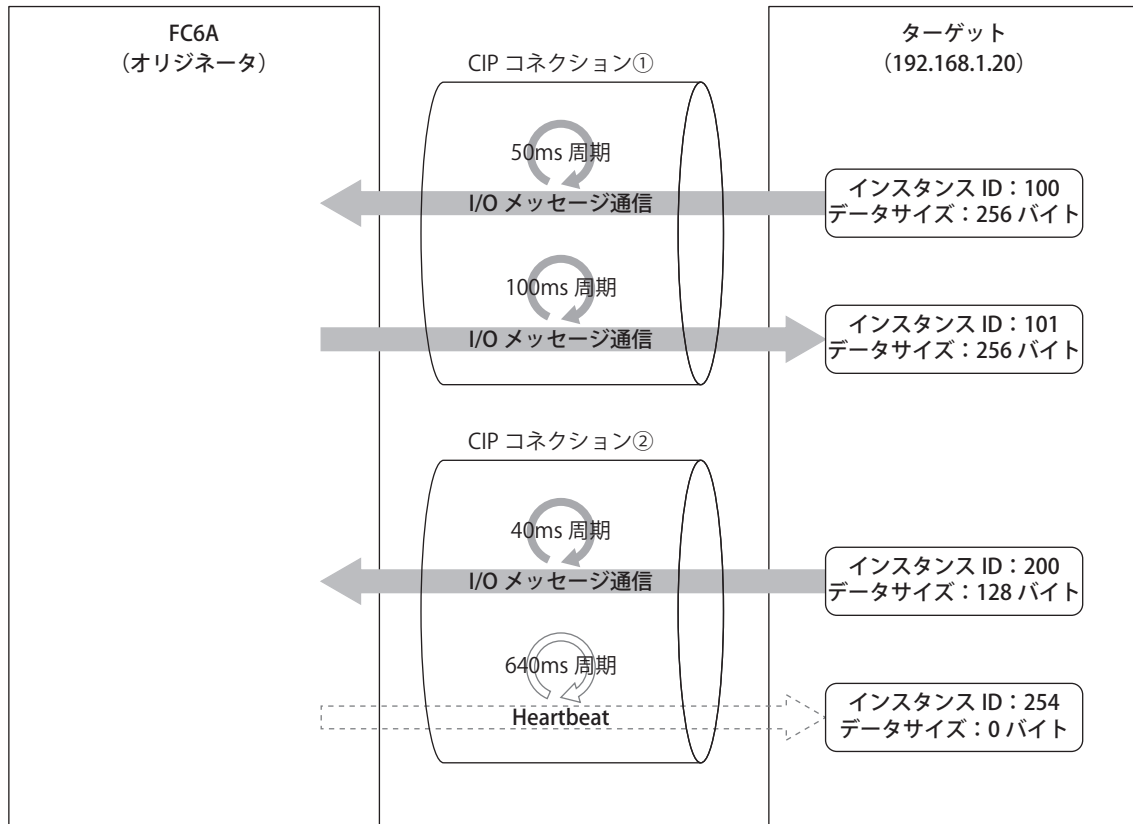 FC6A
（オリジネータ）
ターゲット
（192.168.1.20）
CIP コネクション①
50ms 周期
I/O メッセージ通信
インスタンス ID：100
データサイズ：256 バイト
100ms 周期
I/O メッセージ通信
インスタンス ID：101
データサイズ：256 バイト
CIP コネクション②
40ms 周期
I/O メッセージ通信
インスタンス ID：200
データサイズ：128 バイト
640ms 周期
Heartbeat
インスタンス ID：254
データサイズ：0 バイト